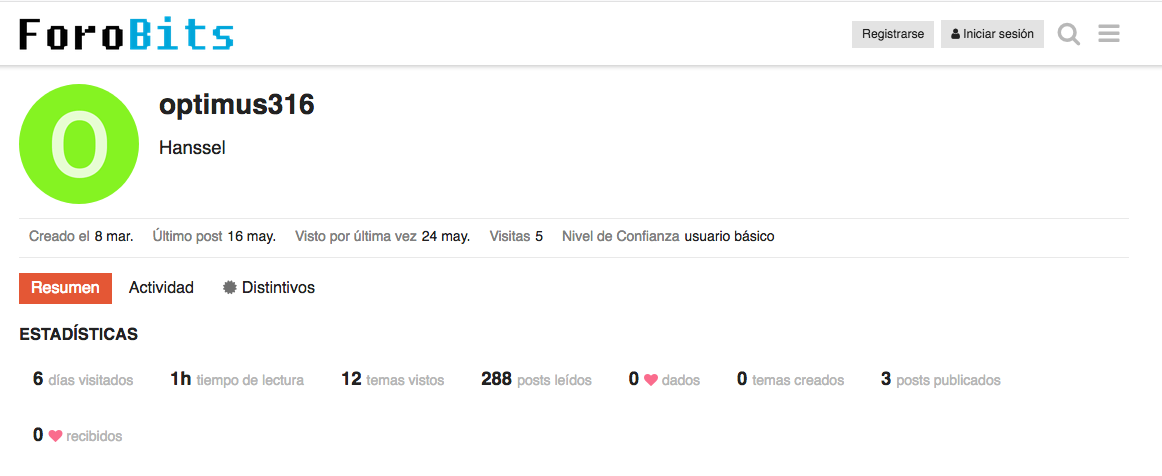 ForoBits
Registrarse Iniciar sesión
O
optimus316
Hanssel
Creado el 8 mar. Último post 16 may. Visto por última vez 24 may. Visitas 5 Nivel de Confianza usuario básico
Resumen Actividad Distintivos
ESTADÍSTICAS
6 días visitados 1h tiempo de lectura 12 temas vistos 288 posts leídos 0 dados 0 temas creados 3 posts publicados
0 recibidos